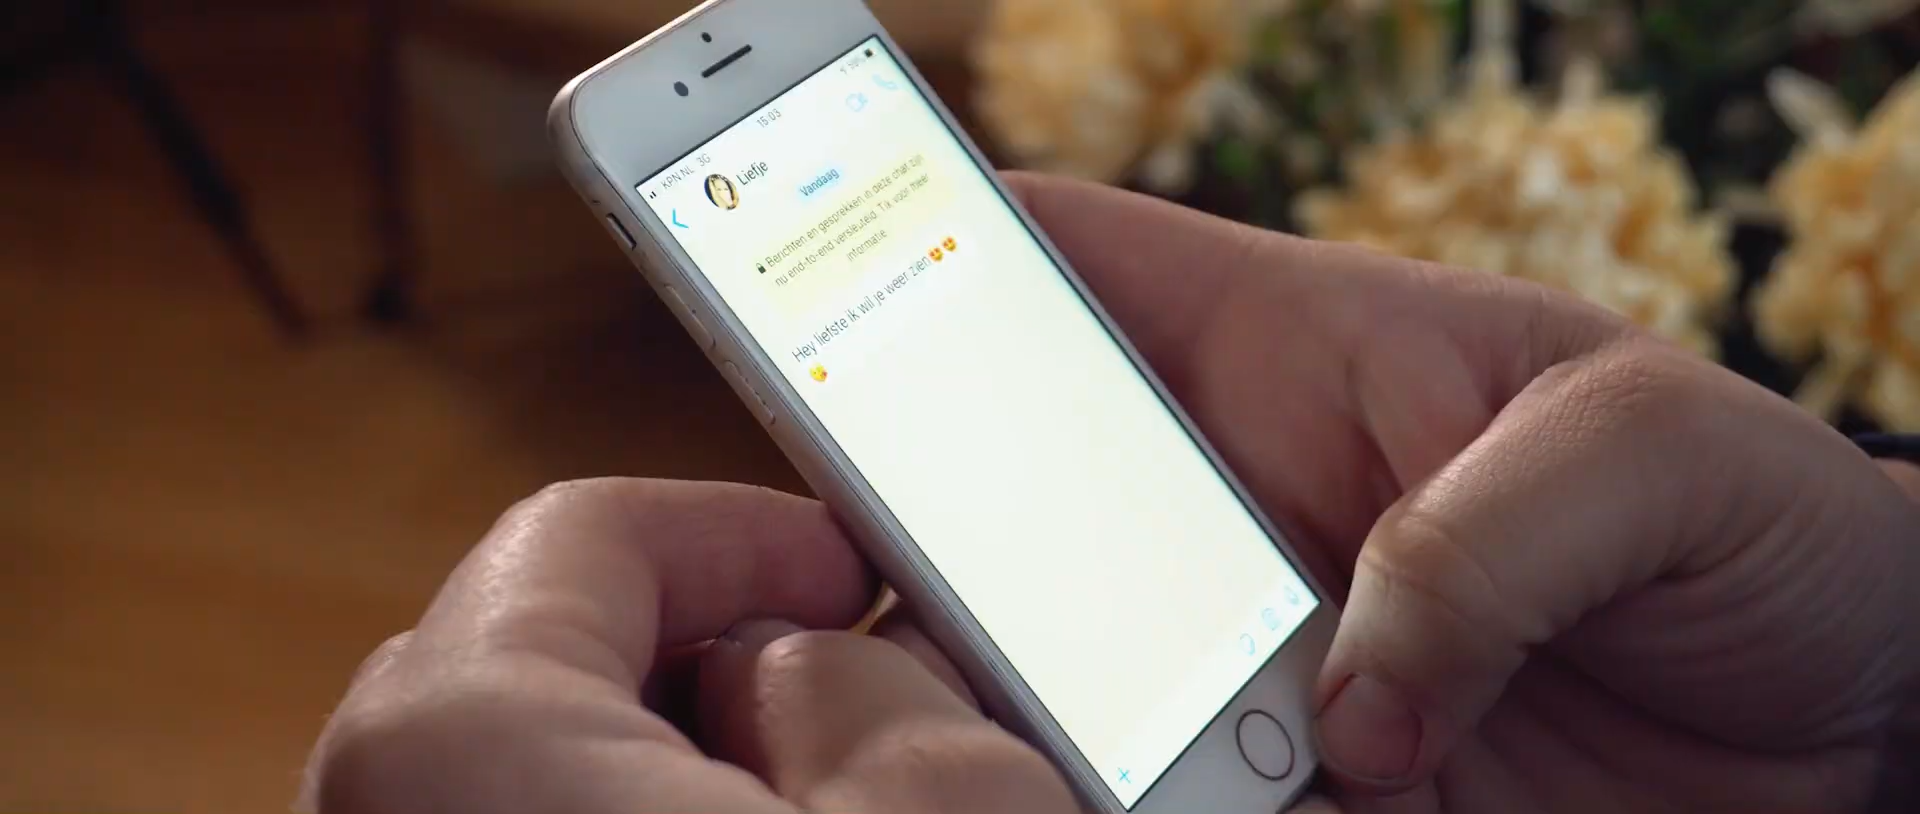 KPN NL 3G 15:03
Liefje
Vandaag
Berichten en gesprekken in deze chat zijn
nu end-to-end versleuteld. Tik voor meer
informatie
Hey liefste ik wil je weer zien😍😍
😘